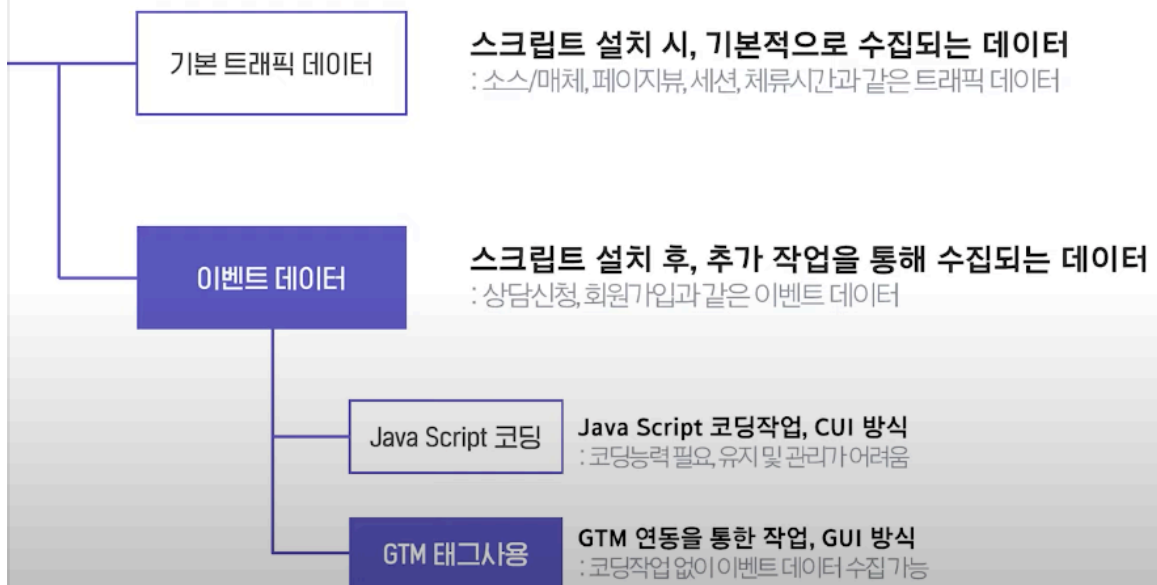 기본 트래픽 데이터
스크립트 설치 시, 기본적으로 수집되는 데이터
: 소스/매체, 페이지뷰, 세션, 체류시간과 같은 트래픽 데이터
이벤트 데이터
스크립트 설치 후, 추가 작업을 통해 수집되는 데이터
: 상담신청, 회원가입과 같은 이벤트 데이터
Java Script 코딩
Java Script 코딩작업, CUI 방식
: 코딩능력 필요, 유지 및 관리가 어려움
GTM 태그사용
GTM 연동을 통한 작업, GUI 방식
: 코딩작업 없이 이벤트 데이터 수집 가능